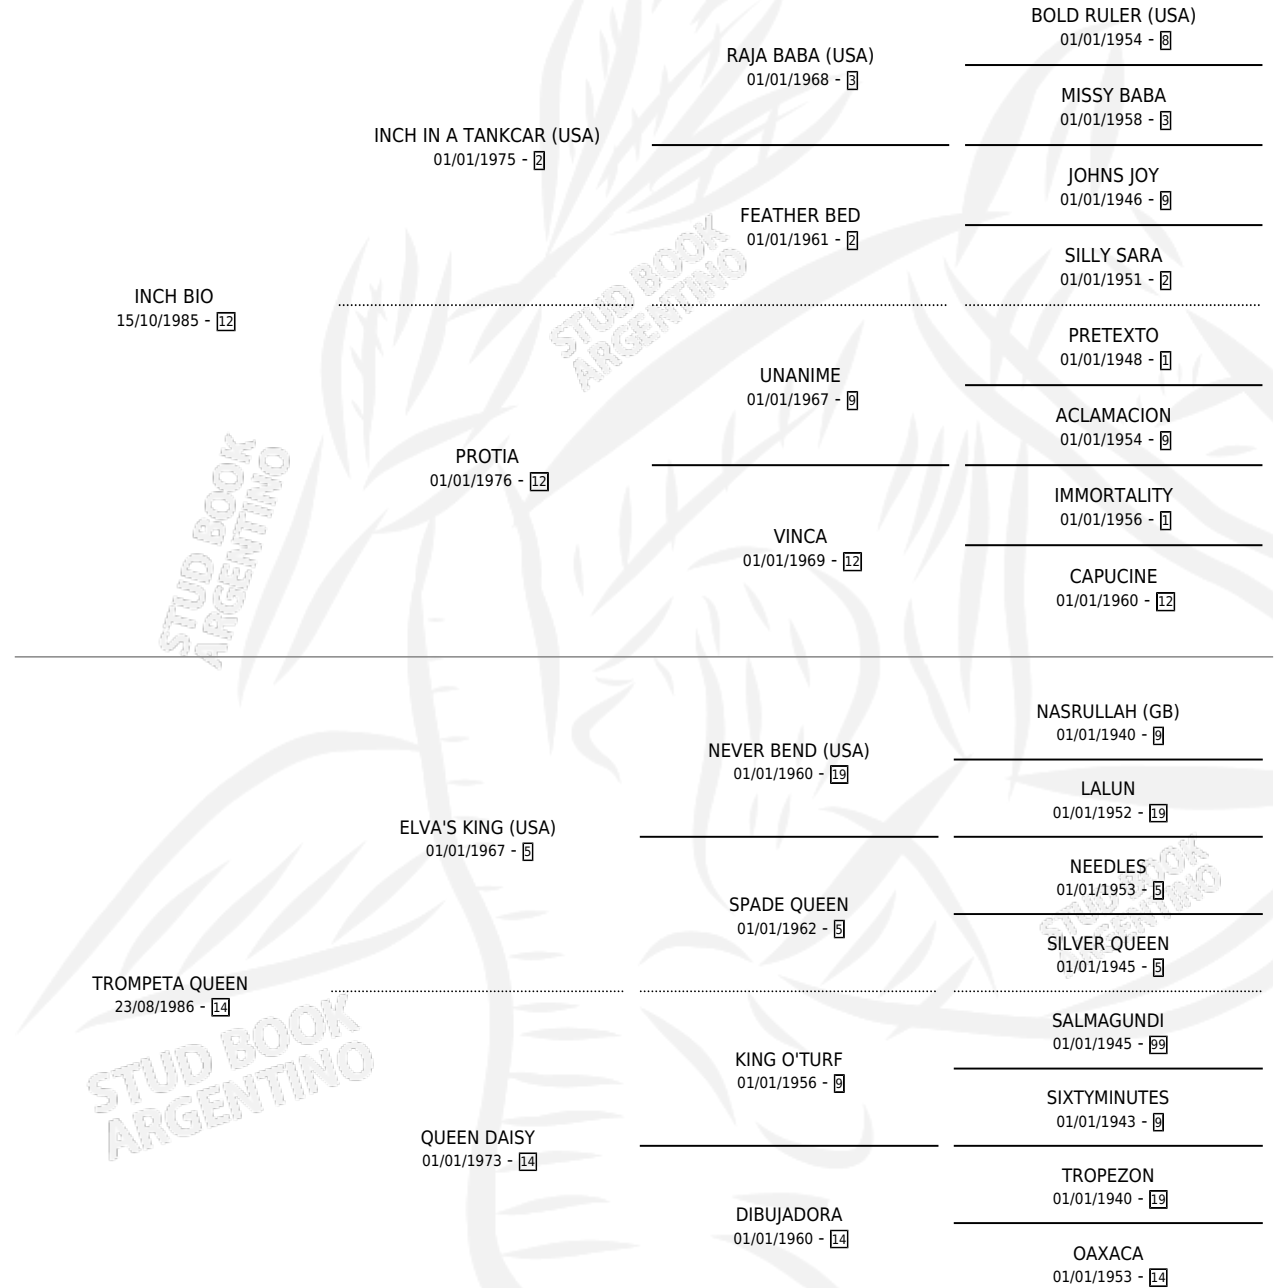 BOLD RULER (USA)
01/01/1954 - 8
RAJA BABA (USA)
01/01/1968 - 3
MISSY BABA
01/01/1958 - 3
INCH IN A TANKCAR (USA)
01/01/1975 - 2
JOHNS JOY
01/01/1946 - 9
FEATHER BED
01/01/1961 - 2
SILLY SARA
01/01/1951 - 2
INCH BIO
15/10/1985 - 12
STUD BOOK
ARGENTINO
PRETEXTO
01/01/1948 - 1
UNANIME
01/01/1967 - 9
ACLAMACION
01/01/1954 - 9
PROTIA
01/01/1976 - 12
IMMORTALITY
01/01/1956 - 1
VINCA
01/01/1969 - 12
CAPUCINE
01/01/1960 - 12
STUD BOOK
ARGENTINO
NASRULLAH (GB)
01/01/1940 - 9
NEVER BEND (USA)
01/01/1960 - 19
LALUN
01/01/1952 - 19
ELVA'S KING (USA)
01/01/1967 - 5
NEEDLES
01/01/1953 - 5
SPADE QUEEN
01/01/1962 - 5
SILVER QUEEN
01/01/1945 - 5
STUD BOOK
ARGENTINO
TROMPETA QUEEN
23/08/1986 - 14
SALMAGUNDI
01/01/1945 - 99
KING O'TURF
01/01/1956 - 9
SIXTYMINUTES
01/01/1943 - 9
STUD BOOK
ARGENTINO
QUEEN DAISY
01/01/1973 - 14
TROPEZON
01/01/1940 - 19
DIBUJADORA
01/01/1960 - 14
OAXACA
01/01/1953 - 14